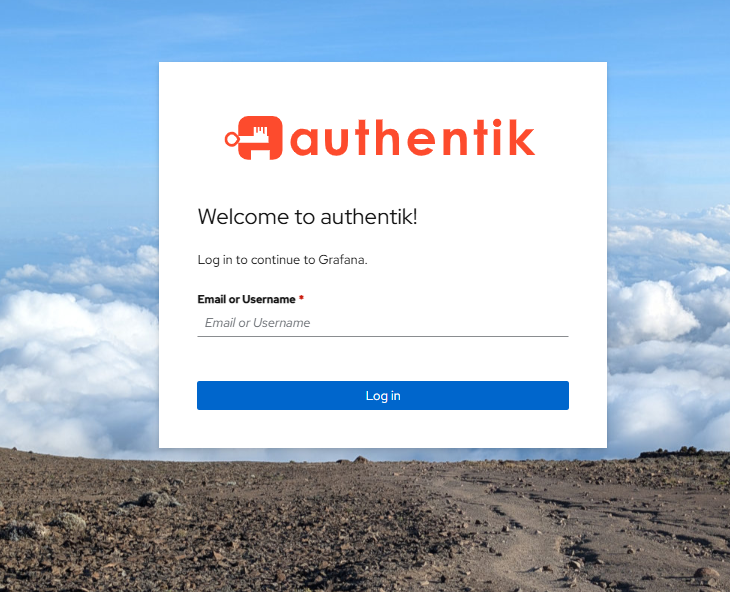 authentik
Welcome to authentik!
Log in to continue to Grafana.
Email or Username *
Email or Username
Log in